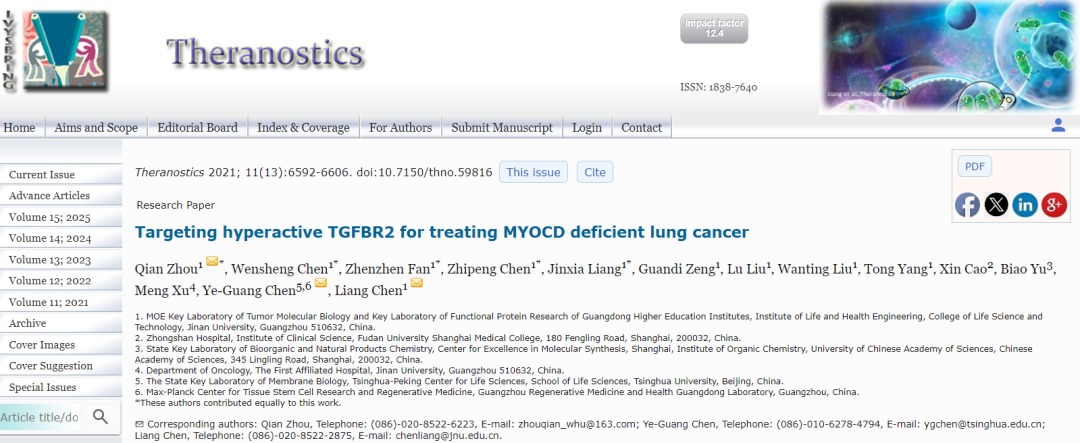 IVYSPRING
Theranostics
Impact factor
12.4
ISSN: 1838-7640
Jiang et al. Theranostics
Home Aims and Scope Editorial Board Index & Coverage For Authors Submit Manuscript Login Contact
Current Issue
Advance Articles
Volume 15; 2025
Volume 14; 2024
Volume 13; 2023
Volume 12; 2022
Volume 11; 2021
Archive
Cover Images
Cover Suggestion
Special Issues
Article title/do
Theranostics 2021; 11(13):6592-6606. doi:10.7150/thno.59816 This issue Cite
PDF
Research Paper
Targeting hyperactive TGFBR2 for treating MYOCD deficient lung cancer
Qian Zhou1 *, Wensheng Chen1*, Zhenzhen Fan1*, Zhipeng Chen1*, Jinxia Liang1*, Guandi Zeng1, Lu Liu1, Wanting Liu1, Tong Yang1, Xin Cao2, Biao Yu3,
Meng Xu4, Ye-Guang Chen5,6 , Liang Chen1
1. MOE Key Laboratory of Tumor Molecular Biology and Key Laboratory of Functional Protein Research of Guangdong Higher Education Institutes, Institute of Life and Health Engineering, College of Life Science and
Technology, Jinan University, Guangzhou 510632, China.
2. Zhongshan Hospital, Institute of Clinical Science, Fudan University Shanghai Medical College, 180 Fengling Road, Shanghai, 200032, China.
3. State Key Laboratory of Bioorganic and Natural Products Chemistry, Center for Excellence in Molecular Synthesis, Shanghai, Institute of Organic Chemistry, University of Chinese Academy of Sciences, Chinese
Academy of Sciences, 345 Lingling Road, Shanghai, 200032, China.
4. Department of Oncology, The First Affiliated Hospital, Jinan University, Guangzhou 510632, China.
5. The State Key Laboratory of Membrane Biology, Tsinghua-Peking Center for Life Sciences, School of Life Sciences, Tsinghua University, Beijing, China.
6. Max-Planck Center for Tissue Stem Cell Research and Regenerative Medicine, Guangzhou Regenerative Medicine and Health Guangdong Laboratory, Guangzhou, China.
*These authors contributed equally to this work.
Corresponding authors: Qian Zhou, Telephone: (086)-020-8522-6223, E-mail: zhouqian_whu@163.com; Ye-Guang Chen, Telephone: (086)-010-6278-4794, E-mail: ygchen@tsinghua.edu.cn;
Liang Chen, Telephone: (086)-020-8522-2875, E-mail: chenliang@jnu.edu.cn.